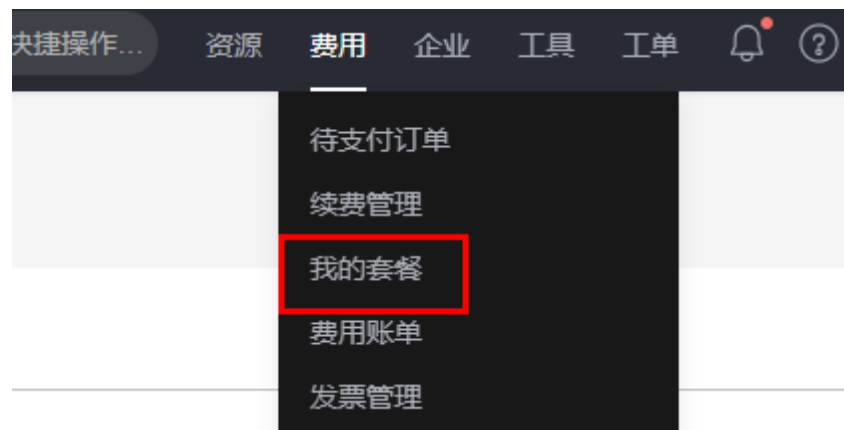 快捷操作... 资源 费用 企业 工具 工单
待支付订单
续费管理
我的套餐
费用账单
发票管理